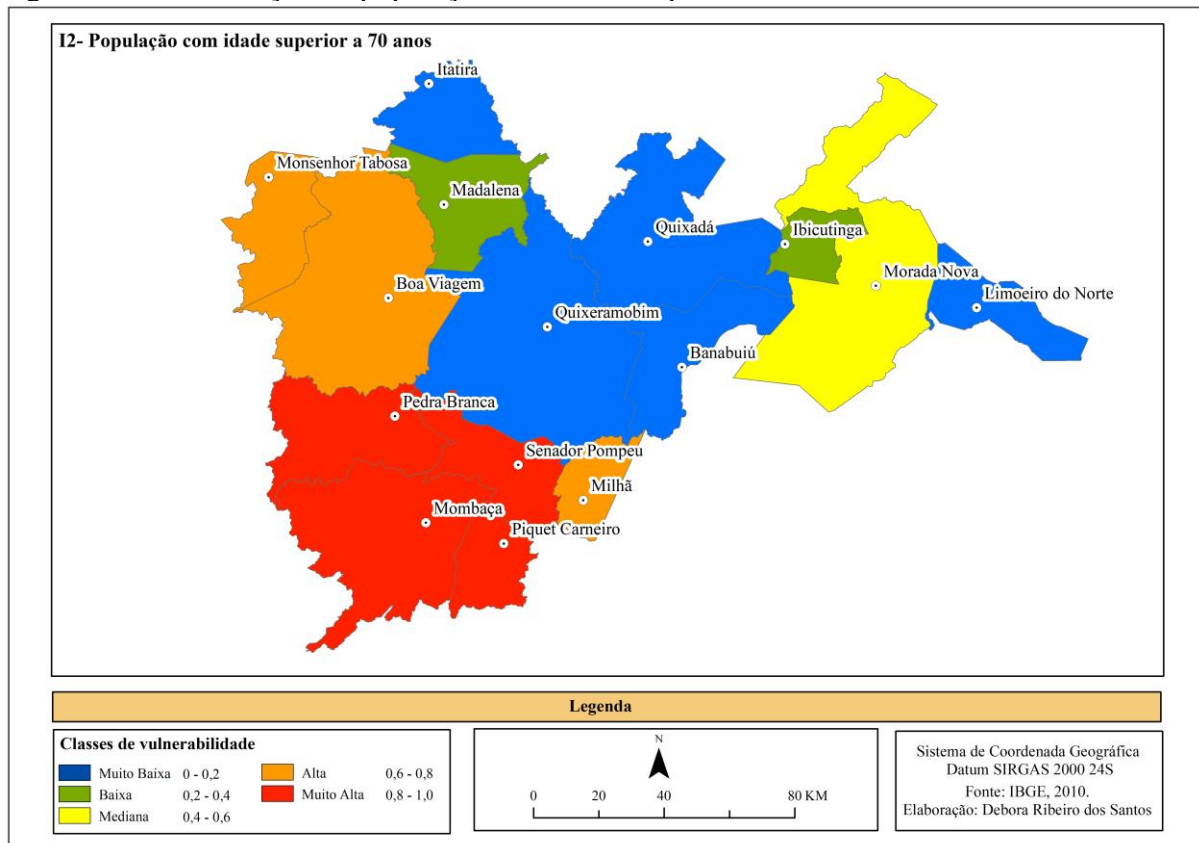 I2- População com idade superior a 70 anos
Itatira
Monsenhor Tabosa
Madalena
Quixadá
Ibicutinga
Boa Viagem
Morada Nova
Limoeiro do Norte
Quixeramobim
Banabuiú
Pedra Branca
Senador Pompeu
Milhã
Mombaça
Piquet Carneiro
Legenda
Classes de vulnerabilidade
Muito Baixa 0 - 0,2
Baixa 0,2 - 0,4
Mediana 0,4 - 0,6
Alta 0,6 - 0,8
Muito Alta 0,8 - 1,0
N
0 20 40 80 KM
Sistema de Coordenada Geográfica
Datum SIRGAS 2000 24S
Fonte: IBGE, 2010.
Elaboração: Debora Ribeiro dos Santos